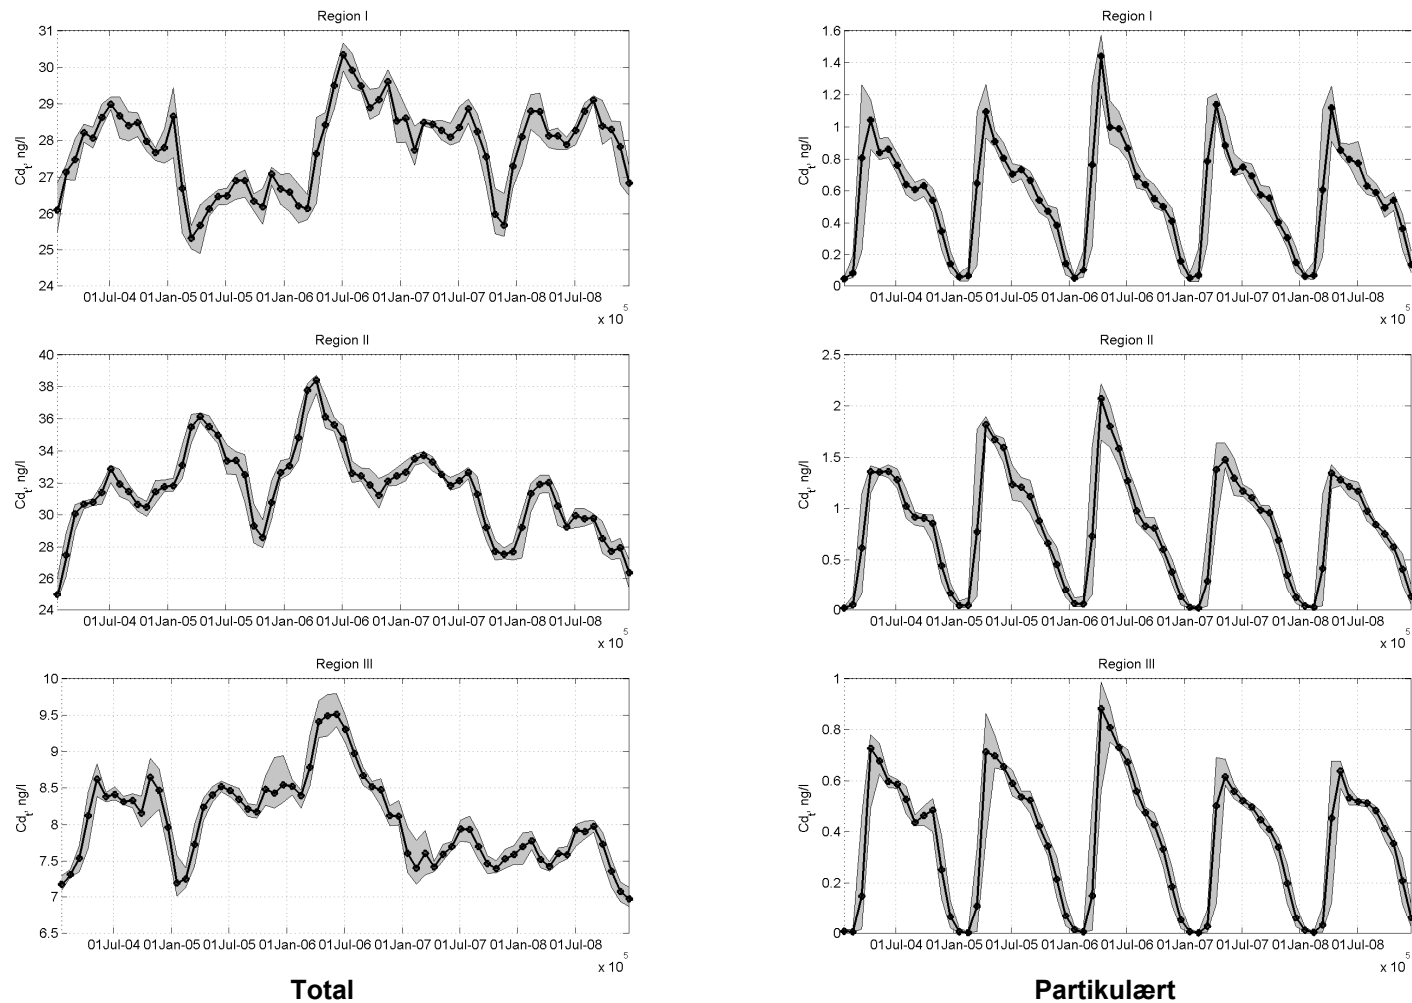 Region I
31
30
29
28
27
26
25
24
Cd_t, ng/l
01Jul-04 01Jan-05 01Jul-05 01Jan-06 01Jul-06 01Jan-07 01Jul-07 01Jan-08 01Jul-08
x 10^5
Region I
1.6
1.4
1.2
1
0.8
0.6
0.4
0.2
0
Cd_t, ng/l
01Jul-04 01Jan-05 01Jul-05 01Jan-06 01Jul-06 01Jan-07 01Jul-07 01Jan-08 01Jul-08
x 10^5
Region II
40
38
36
34
32
30
28
26
24
Cd_t, ng/l
01Jul-04 01Jan-05 01Jul-05 01Jan-06 01Jul-06 01Jan-07 01Jul-07 01Jan-08 01Jul-08
x 10^5
Region II
2.5
2
1.5
1
0.5
0
Cd_t, ng/l
01Jul-04 01Jan-05 01Jul-05 01Jan-06 01Jul-06 01Jan-07 01Jul-07 01Jan-08 01Jul-08
x 10^5
Region III
10
9.5
9
8.5
8
7.5
7
6.5
Cd_t, ng/l
01Jul-04 01Jan-05 01Jul-05 01Jan-06 01Jul-06 01Jan-07 01Jul-07 01Jan-08 01Jul-08
x 10^5
Region III
1
0.8
0.6
0.4
0.2
0
Cd_t, ng/l
01Jul-04 01Jan-05 01Jul-05 01Jan-06 01Jul-06 01Jan-07 01Jul-07 01Jan-08 01Jul-08
x 10^5
Total
Partikulært